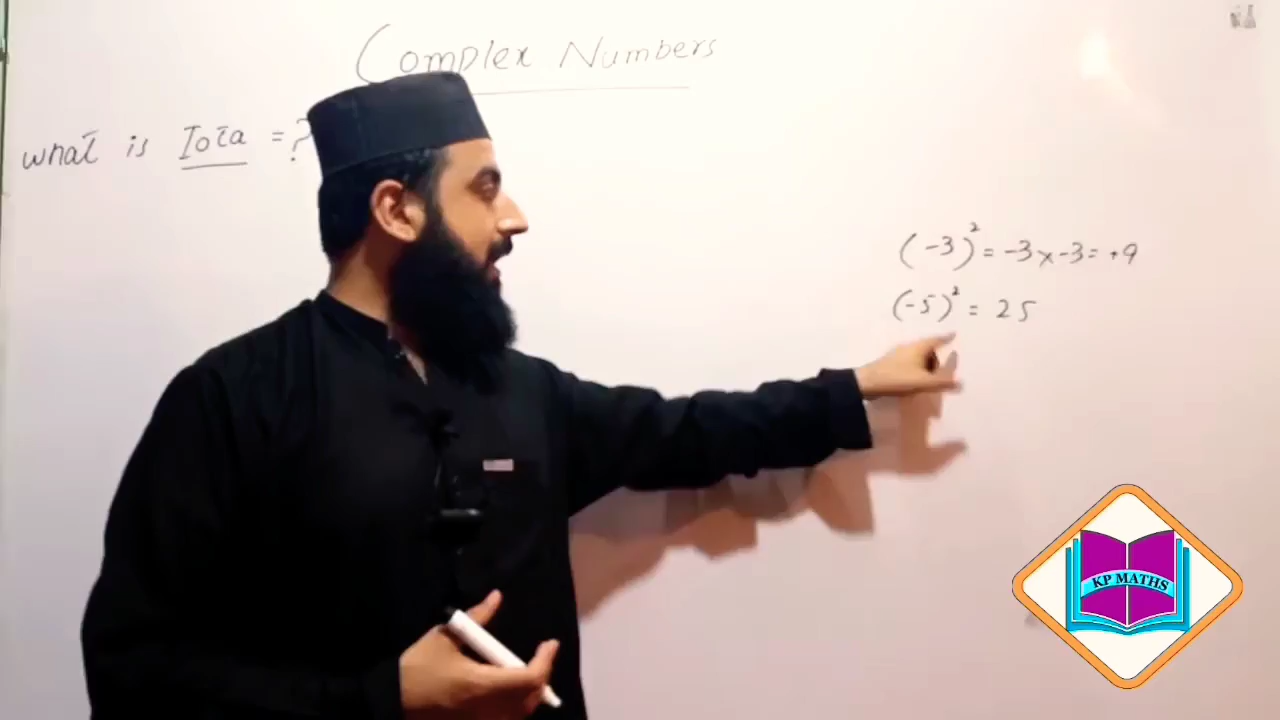 Complex Numbers
what is Iota =?
(-3)² = -3 x -3 = +9
(-5)² = 25
KP MATHS